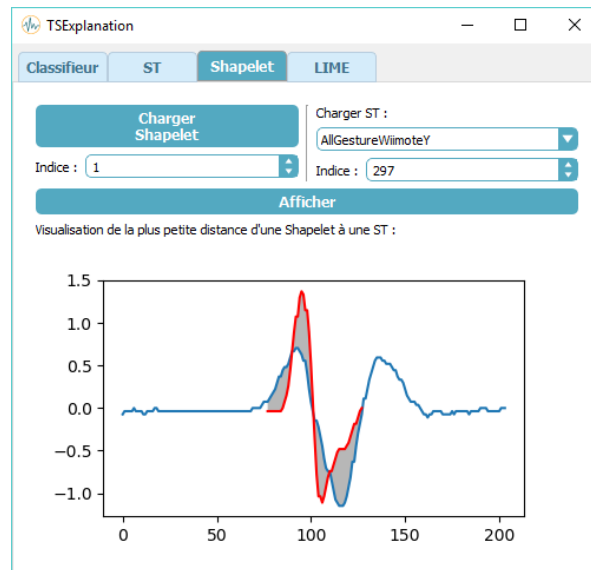 TSExplanation
Classifieur ST Shapelet LIME
Charger
Shapelet
Charger ST :
AllGestureWiimoteY
Indice : 1
Indice : 297
Afficher
Visualisation de la plus petite distance d'une Shapelet à une ST :
1.5
1.0
0.5
0.0
−0.5
−1.0
0 50 100 150 200